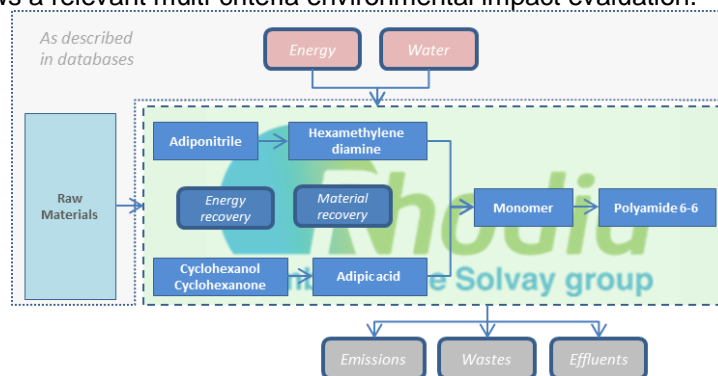 ws a relevant multi-criteria environmental impact evaluation.
As described
in databases
Energy
Water
Raw
Materials
Adiponitrile
Hexamethylene
diamine
Energy
recovery
Material
recovery
Monomer
Polyamide 6-6
Cyclohexanol
Cyclohexanone
Adipic acid
Rhodia
Solvay group
Emissions
Wastes
Effluents